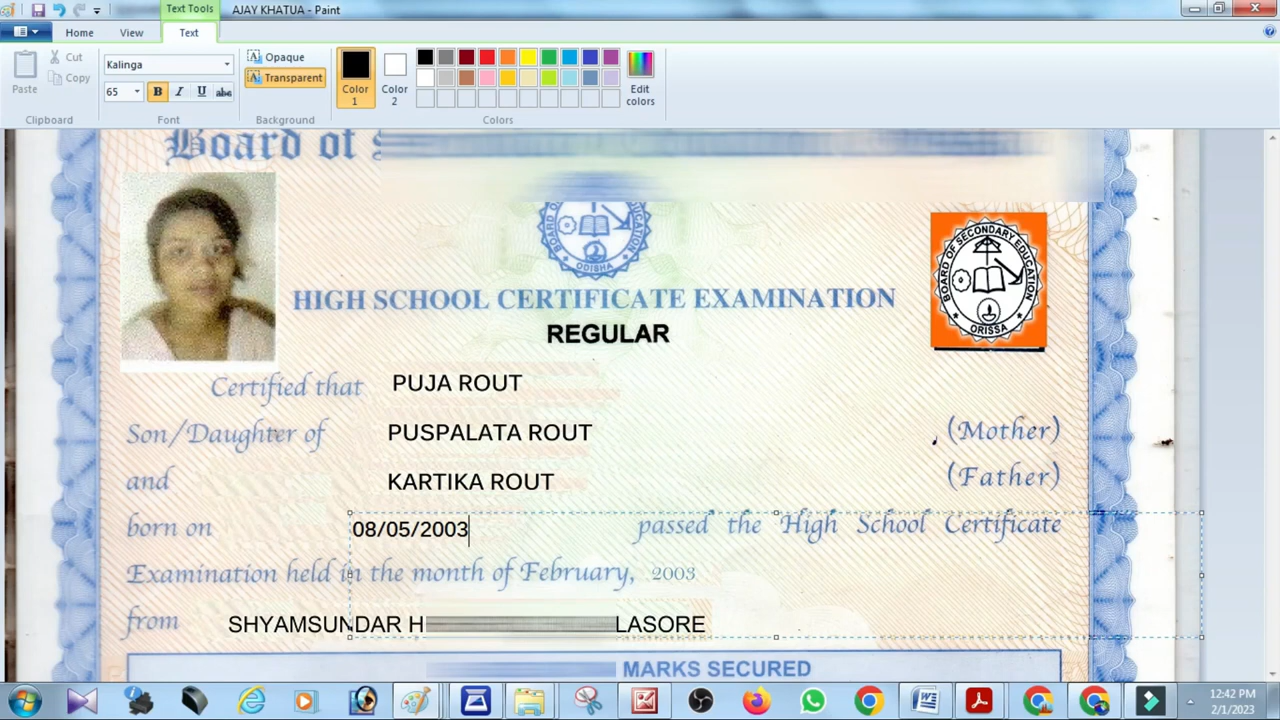 Text Tools
AJAY KHATUA - Paint
Home
View
Text
Paste
Cut
Copy
Kalinga
65
B I U abc
Opaque
Transparent
Color 1
Color 2
Edit colors
Clipboard
Font
Background
Colors
Board of
BOARD OF EDUCATION
ODISHA
BOARD OF SECONDARY EDUCATION
ORISSA
HIGH SCHOOL CERTIFICATE EXAMINATION
REGULAR
Certified that PUJA ROUT
Son/Daughter of PUSPALATA ROUT (Mother)
and KARTIKA ROUT (Father)
born on 08/05/2003 passed the High School Certificate
Examination held in the month of February, 2003
from SHYAMSUNDAR H LASORE
MARKS SECURED
12:42 PM
2/1/2023